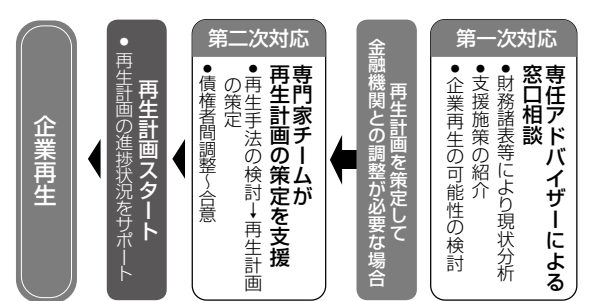 第一次対応
専任アドバイザーによる
窓口相談
●財務諸表等により現状分析
●支援施策の紹介
●企業再生の可能性の検討
再生計画を策定して
金融機関との調整が必要な場合
第二次対応
専門家チームが
再生計画の策定を支援
●再生手法の検討→再生計画
の策定
●債権者間調整〜合意
再生計画スタート
●再生計画の進捗状況をサポート
企業再生